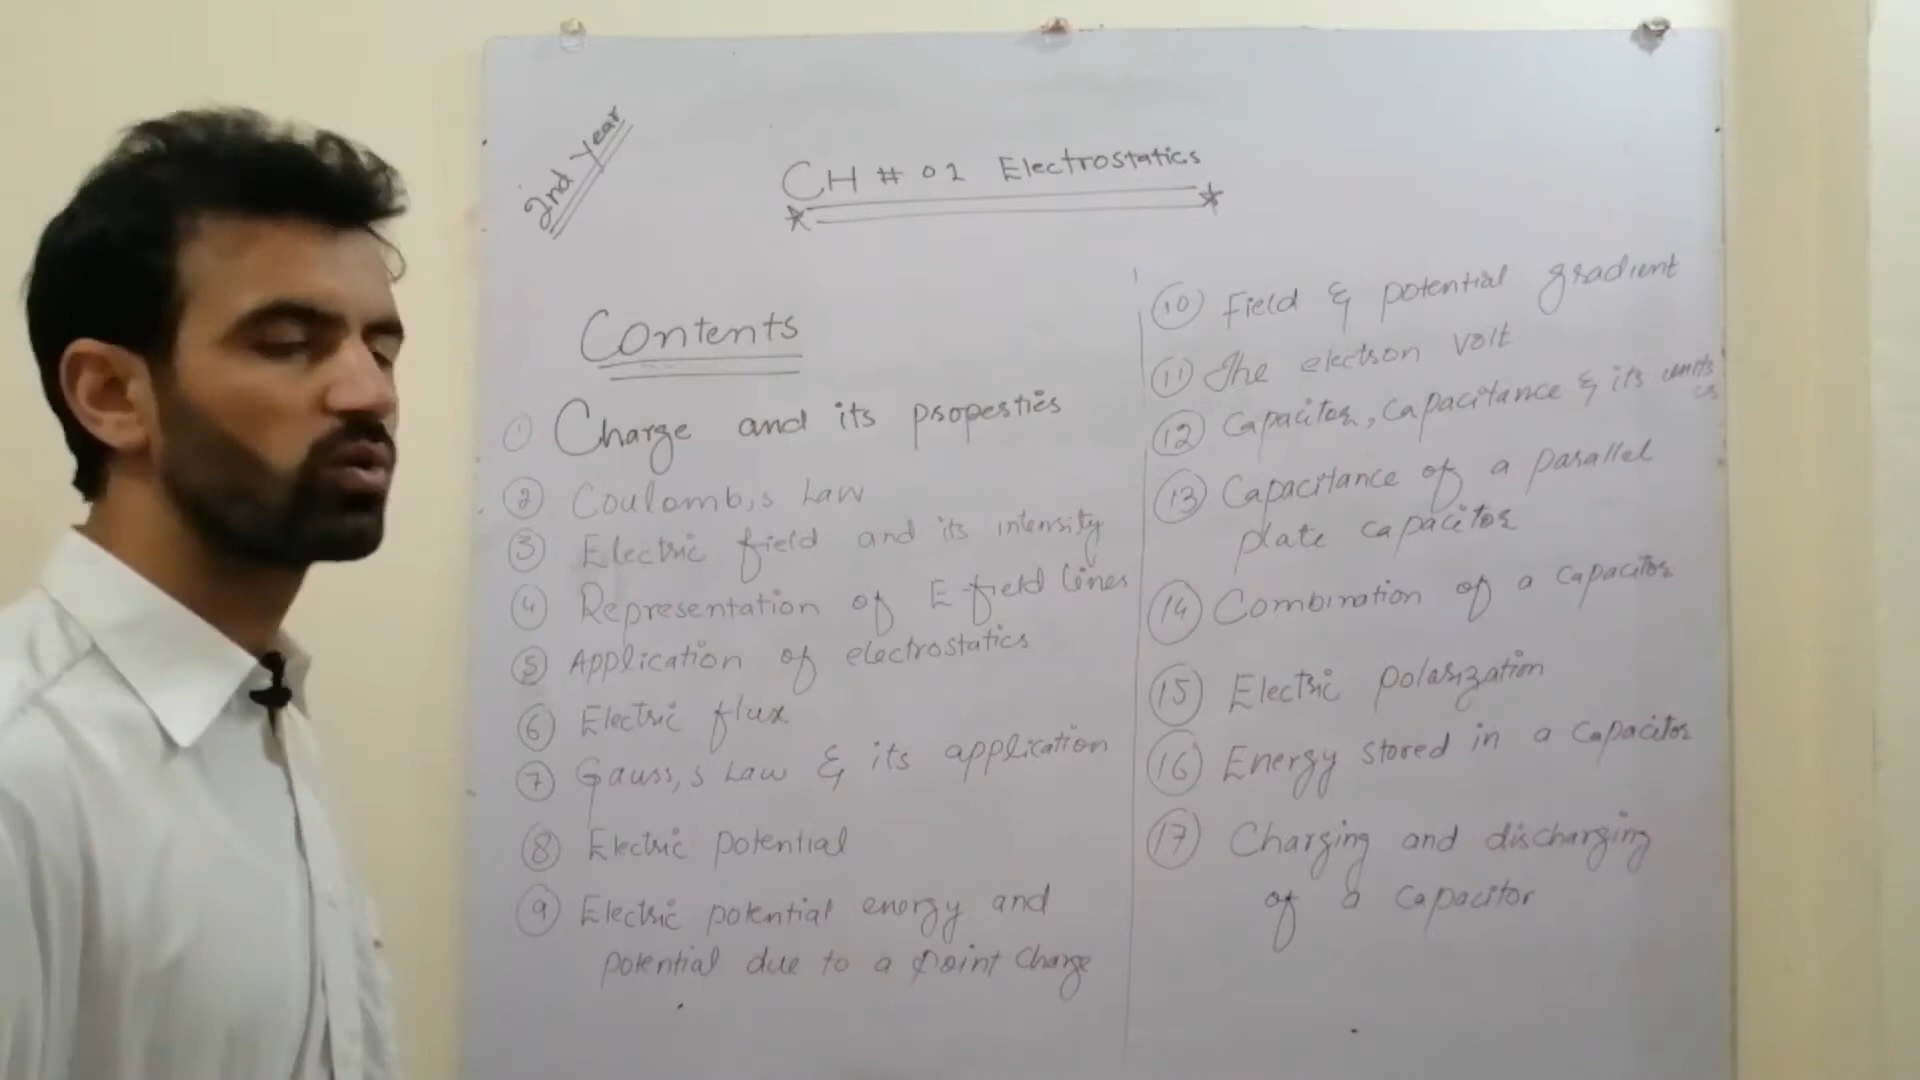 2nd Year
CH # 01 Electrostatics
Contents
① Charge and its properties
② Coulomb,s Law
③ Electric field and its intensity
④ Representation of E-field lines
⑤ Application of electrostatics
⑥ Electric flux
⑦ Gauss,s Law & its application
⑧ Electric potential
⑨ Electric potential energy and
potential due to a point charge
⑩ Field & potential gradient
⑪ The electron volt
⑫ Capacitor, Capacitance & its units
⑬ Capacitance of a parallel
plate capacitor
⑭ Combination of a capacitor
⑮ Electric polarization
⑯ Energy stored in a capacitor
⑰ Charging and discharging
of a capacitor